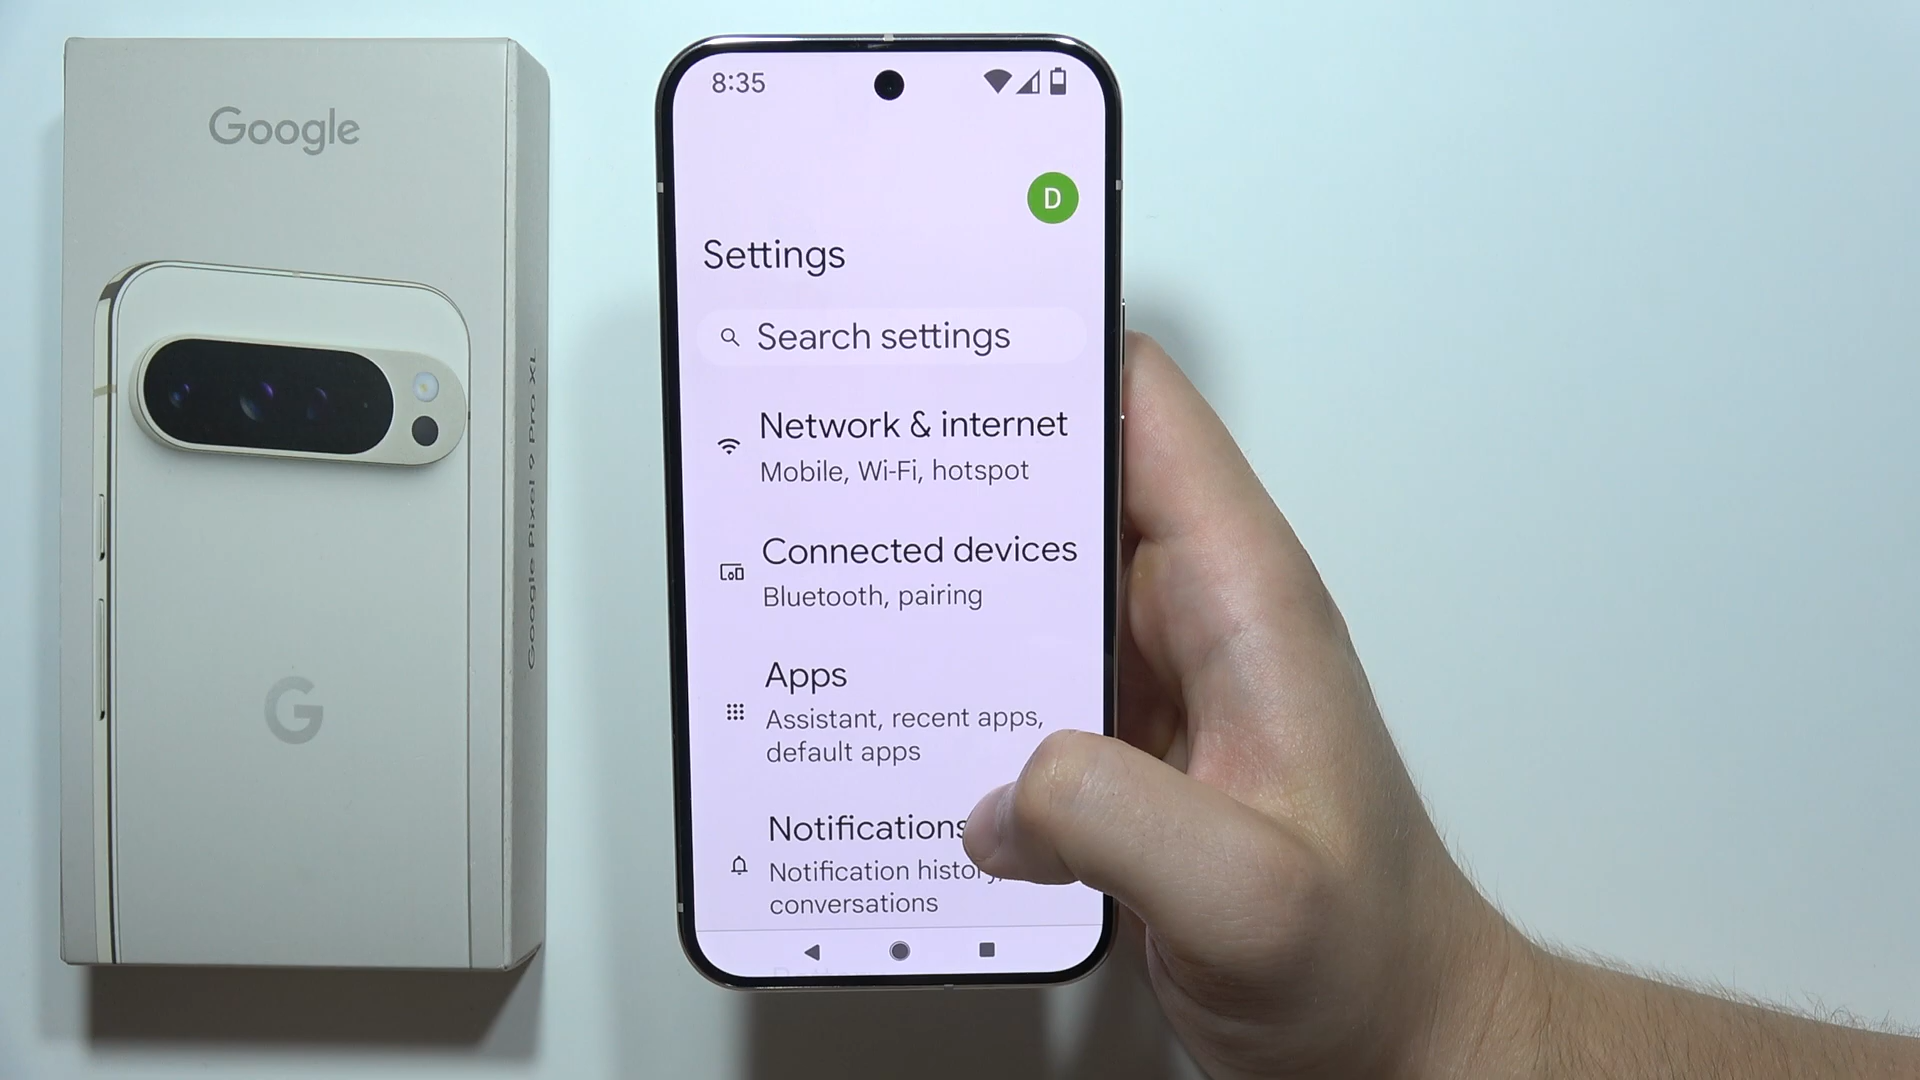 Google
G
Google Pixel 9 Pro XL
8:35
D
Settings
Search settings
Network & internet
Mobile, Wi-Fi, hotspot
Connected devices
Bluetooth, pairing
Apps
Assistant, recent apps,
default apps
Notifications
Notification history,
conversations